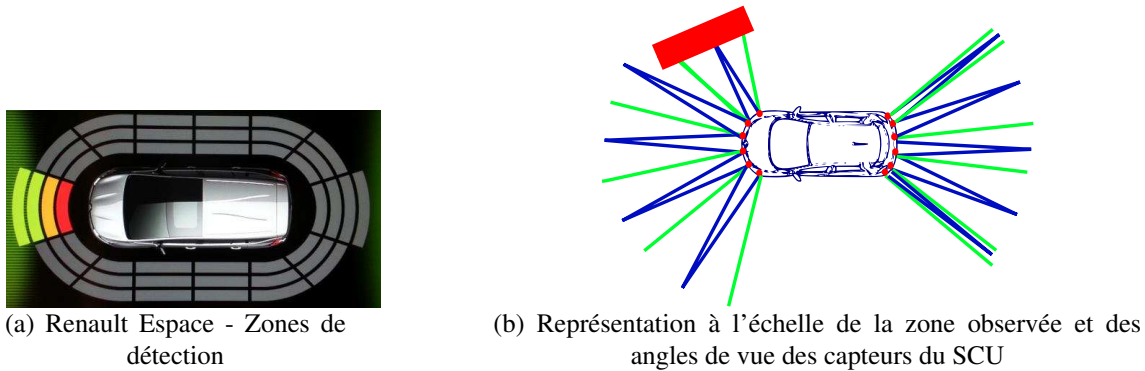 (a) Renault Espace - Zones de
détection
(b) Représentation à l'échelle de la zone observée et des
angles de vue des capteurs du SCU